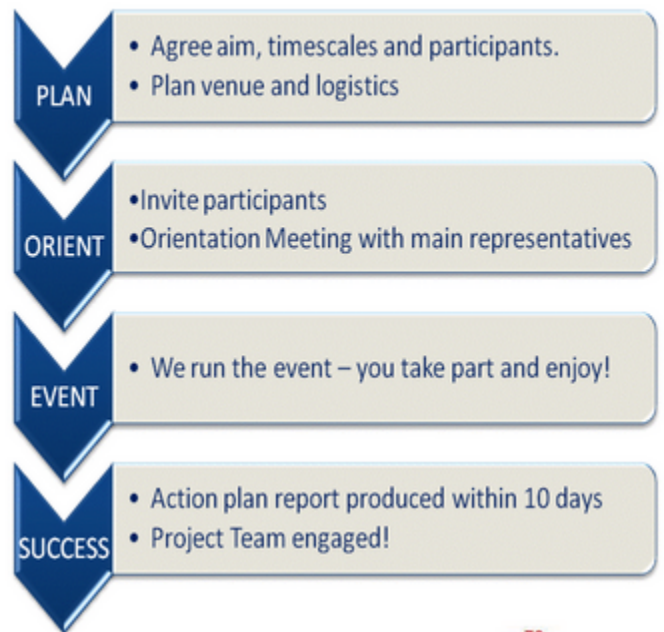 PLAN
• Agree aim, timescales and participants.
• Plan venue and logistics
ORIENT
•Invite participants
•Orientation Meeting with main representatives
EVENT
• We run the event – you take part and enjoy!
SUCCESS
• Action plan report produced within 10 days
• Project Team engaged!